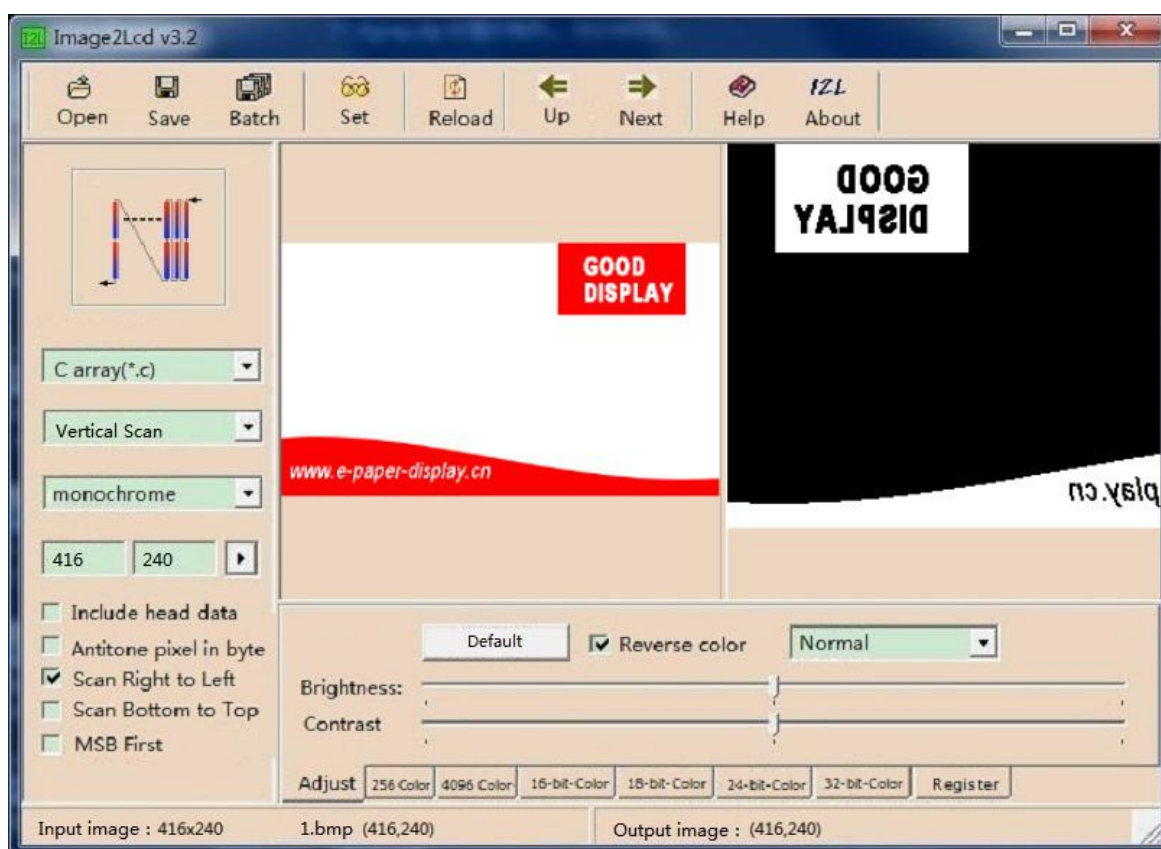 I2L Image2Lcd v3.2
Open Save Batch Set Reload Up Next Help About
I2L
C array(*.c)
Vertical Scan
monochrome
416 240
Include head data
Antitone pixel in byte
Scan Right to Left
Scan Bottom to Top
MSB First
GOOD
DISPLAY
www.e-paper-display.cn
GOOD
DISPLAY
play.cn
Default Reverse color Normal
Brightness:
Contrast
Adjust 256 Color 4096 Color 16-bit-Color 18-bit-Color 24-bit-Color 32-bit-Color Register
Input image : 416x240 1.bmp (416,240) Output image : (416,240)